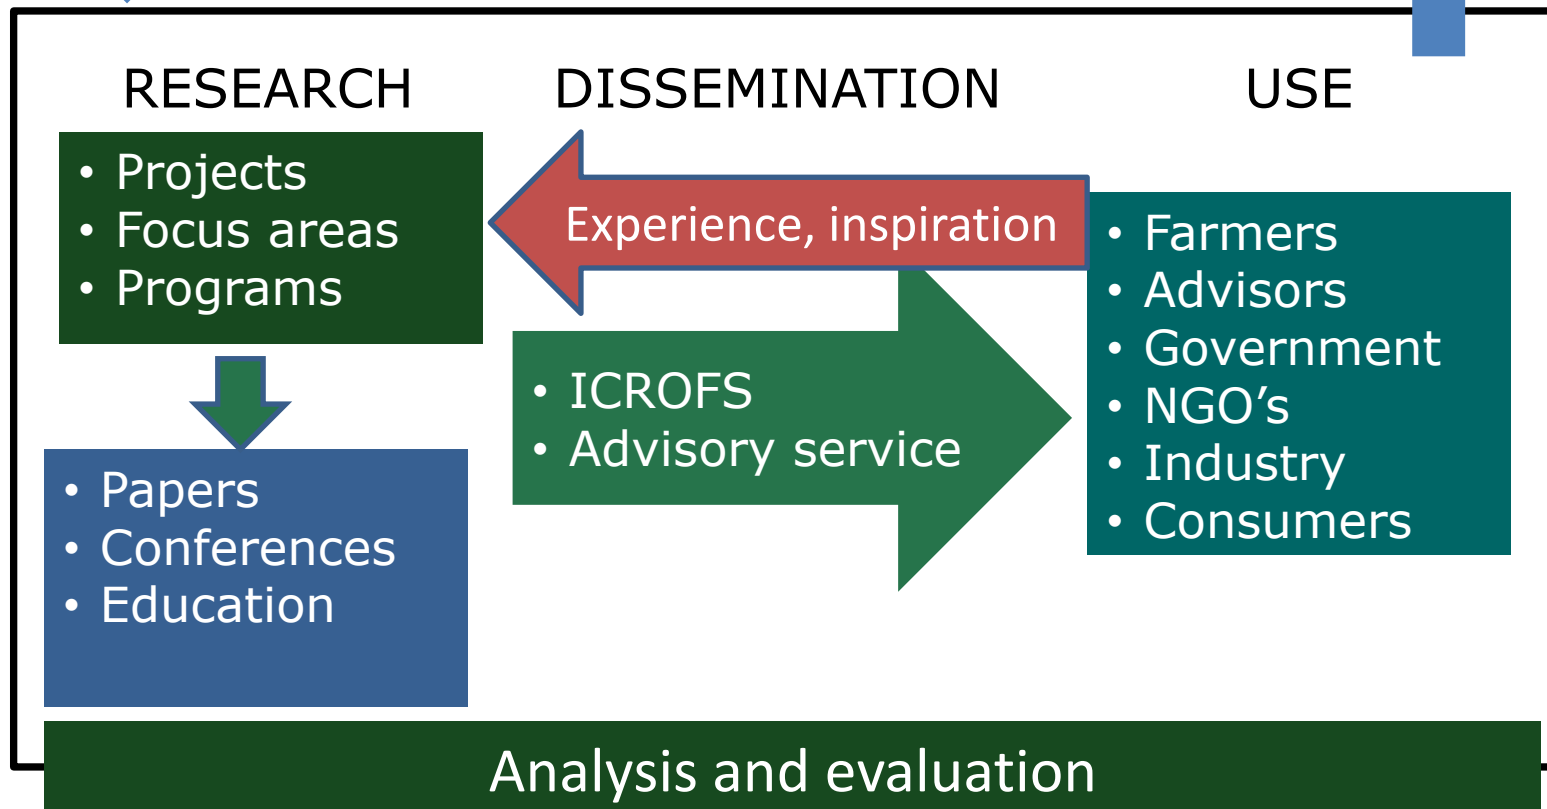 RESEARCH
• Projects
• Focus areas
• Programs
• Papers
• Conferences
• Education
DISSEMINATION
Experience, inspiration
• ICROFS
• Advisory service
USE
• Farmers
• Advisors
• Government
• NGO’s
• Industry
• Consumers
Analysis and evaluation